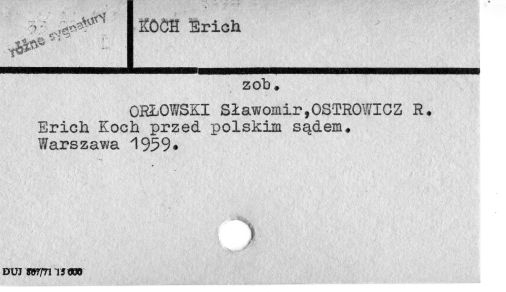 różne sygnatury
KOCH Erich
zob.
ORŁOWSKI Sławomir,OSTROWICZ R.
Erich Koch przed polskim sądem.
Warszawa 1959.
DUJ 807/71 15 000